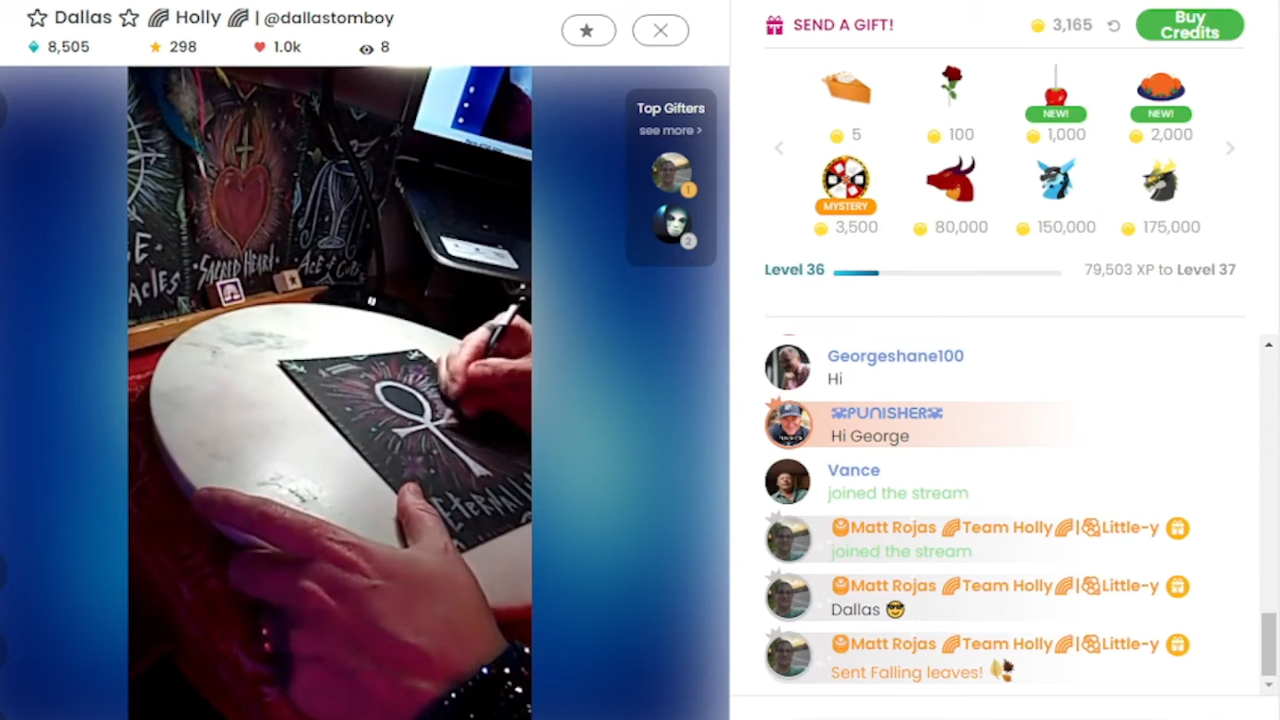 ☆ Dallas ☆ 🌈 Holly 🌈 | @dallastomboy
8,505 298 1.0k 8
Top Gifters
see more >
SACRED HEART
ACE OF CUPS
ETERNAL
SEND A GIFT!
3,165
Buy Credits
5 100 NEW! 1,000 NEW! 2,000
MYSTERY
3,500 80,000 150,000 175,000
Level 36 79,503 XP to Level 37
Georgeshane100
Hi
☠PUNISHER☠
Hi George
Vance
joined the stream
Matt Rojas 🌈Team Holly🌈|Little-y
joined the stream
Matt Rojas 🌈Team Holly🌈|Little-y
Dallas 😎
Matt Rojas 🌈Team Holly🌈|Little-y
Sent Falling leaves!